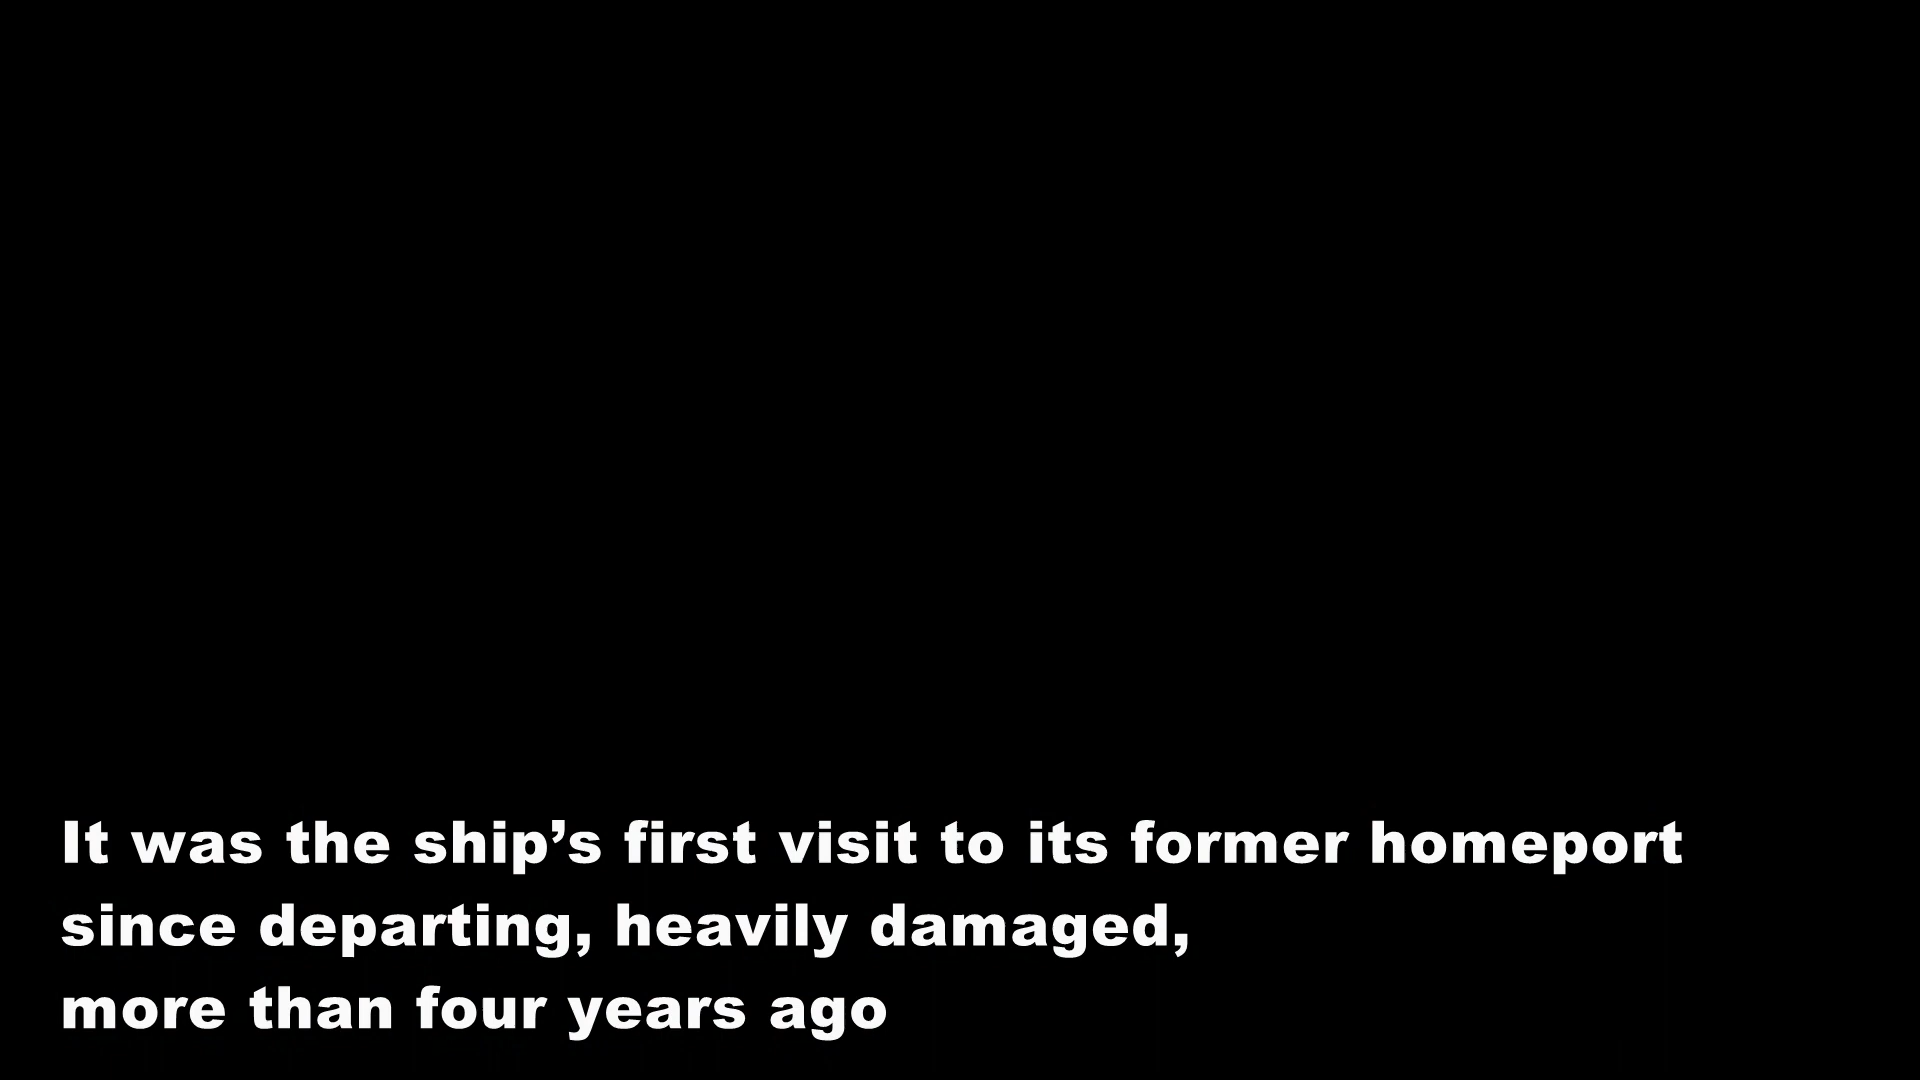 It was the ship’s first visit to its former homeport
since departing, heavily damaged,
more than four years ago